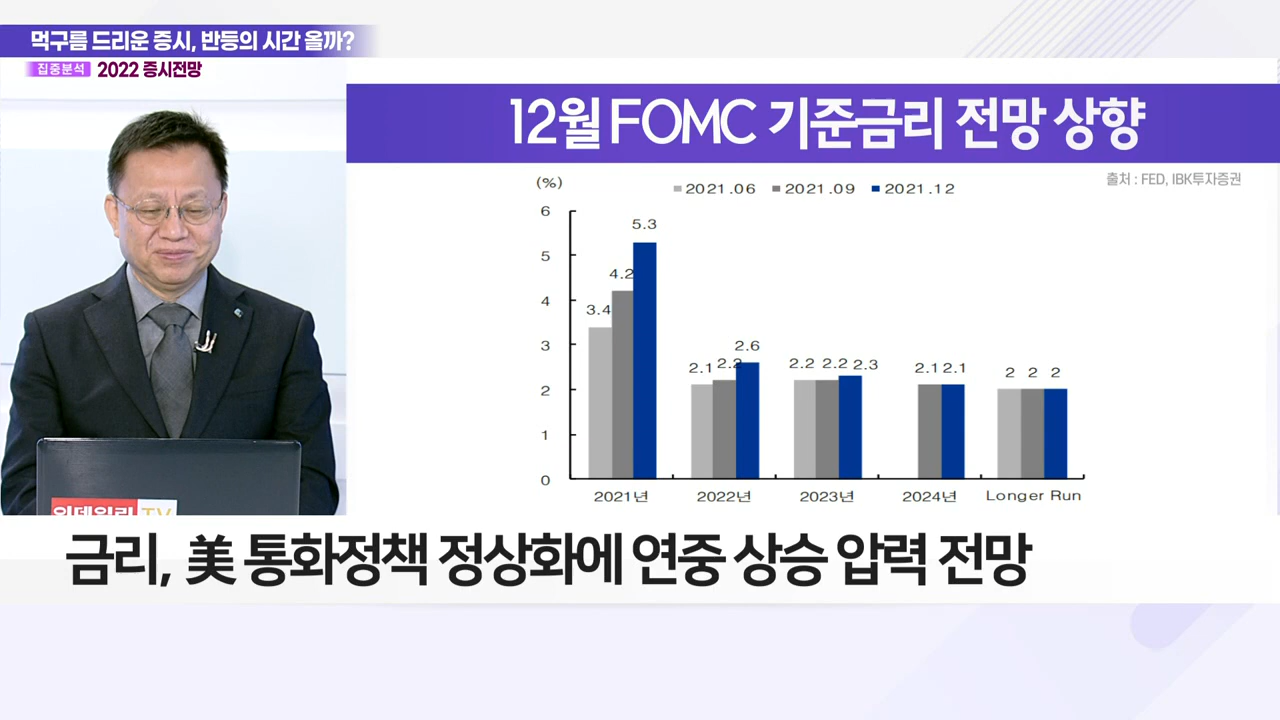 먹구름 드리운 증시, 반등의 시간 올까?
집중분석 2022 증시전망
12월 FOMC 기준금리 전망 상향
출처 : FED, IBK투자증권
(%)
2021.06 2021.09 2021.12
6
5
4
3
2
1
0
3.4 4.2 5.3
2.1 2.2 2.6
2.2 2.2 2.3
2.1 2.1
2 2 2
2021년 2022년 2023년 2024년 Longer Run
이데일리 TV
금리, 美 통화정책 정상화에 연중 상승 압력 전망